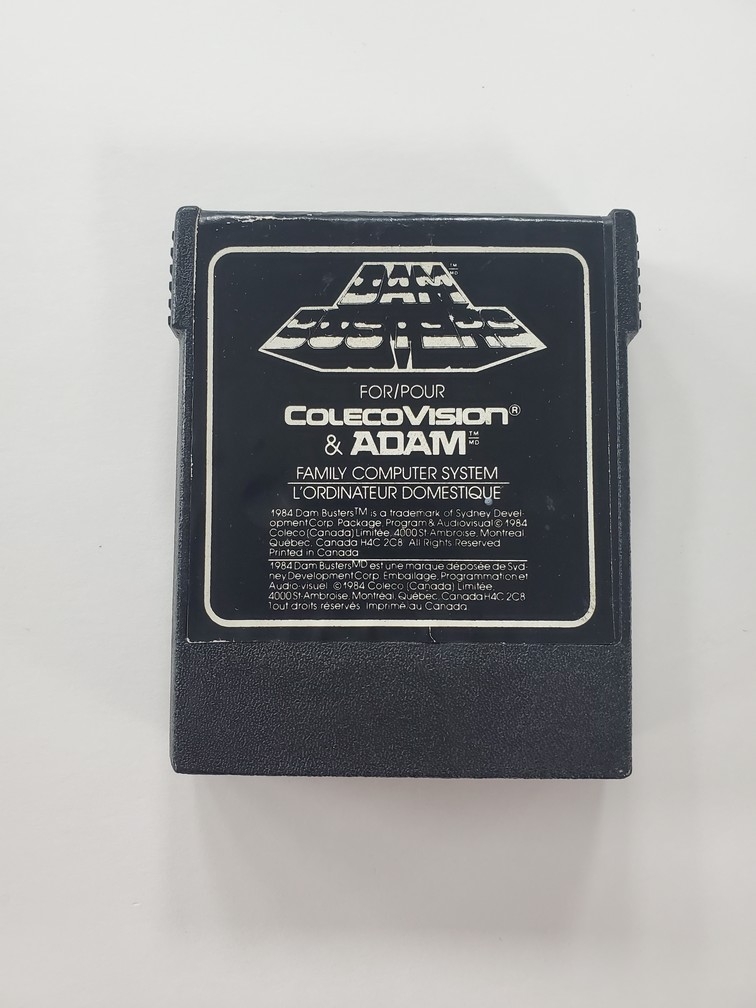 DAM™ MD
BUSTERS
FOR/POUR
COLECOVISION®
& ADAM™ MD
FAMILY COMPUTER SYSTEM
L'ORDINATEUR DOMESTIQUE
1984 Dam Busters™ is a trademark of Sydney Devel-
opment Corp. Package, Program & Audiovisual © 1984
Coleco (Canada) Limitée, 4000 St-Ambroise, Montreal
Québec, Canada H4C 2C8. All Rights Reserved
Printed in Canada
1984 Dam Busters MD est une marque déposée de Syd-
ney Development Corp. Embailage, Programmation et
Audio-visuel © 1984 Coleco (Canada) Limitée,
4000 St-Ambroise, Montréal, Québec, Canada H4C 2C8
Tout droits réservés. Imprimé au Canada